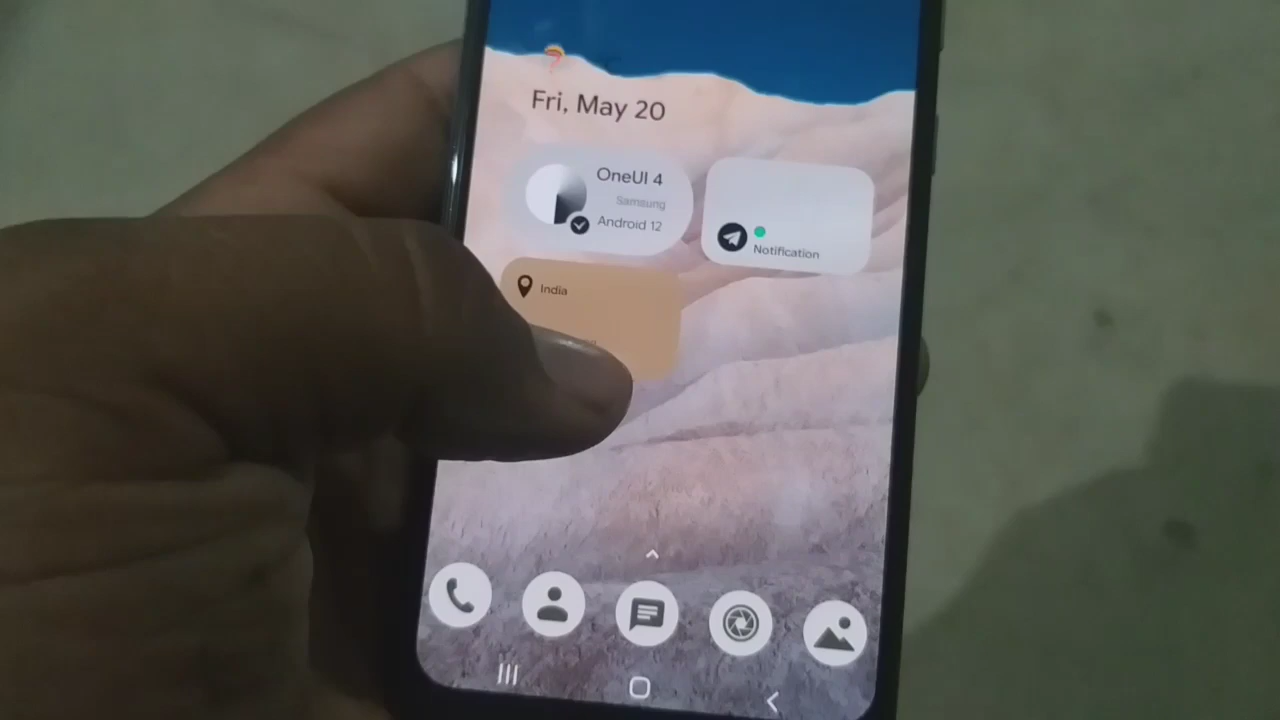 Fri, May 20
OneUI 4
Samsung
Android 12
Notification
India